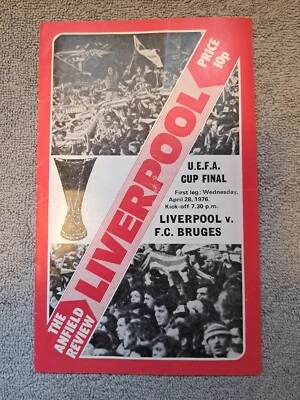 PRICE
10p
LIVERPOOL
THE
ANFIELD
REVIEW
U.E.F.A.
CUP FINAL
First leg: Wednesday,
April 28, 1976.
Kick-off 7.30 p.m.
LIVERPOOL v.
F.C. BRUGES